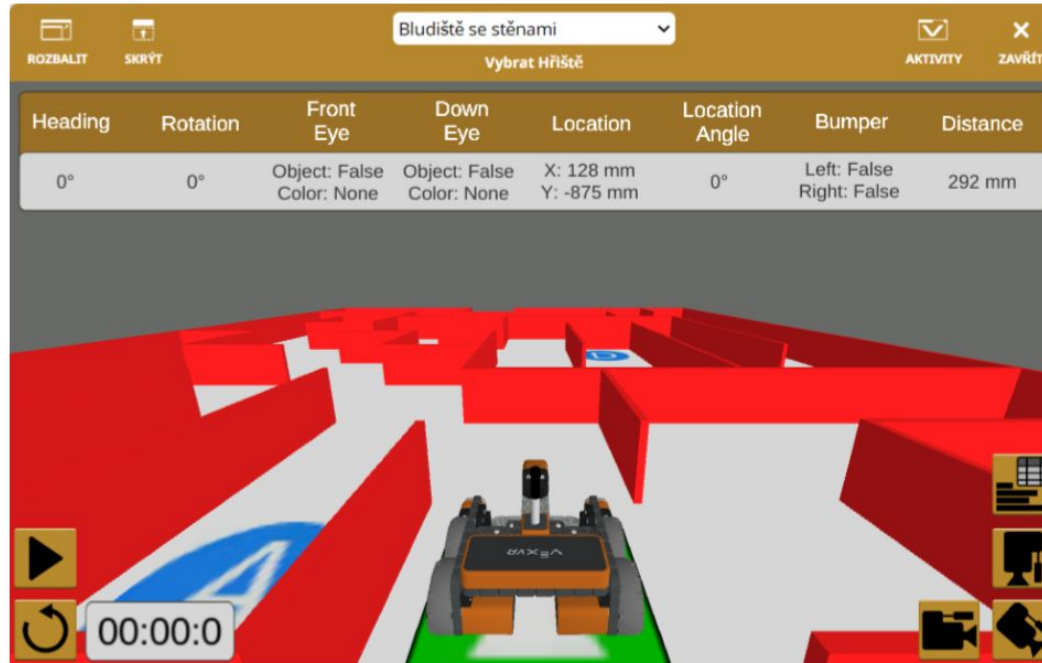 Bludiště se stěnami
ROZBALIT
SKRÝT
Vybrat Hřiště
AKTIVITY
ZAVŘÍT
Heading
Rotation
Front
Eye
Down
Eye
Location
Location
Angle
Bumper
Distance
0°
0°
Object: False
Color: None
Object: False
Color: None
X: 128 mm
Y: -875 mm
0°
Left: False
Right: False
292 mm
VEXVR
A
00:00:0